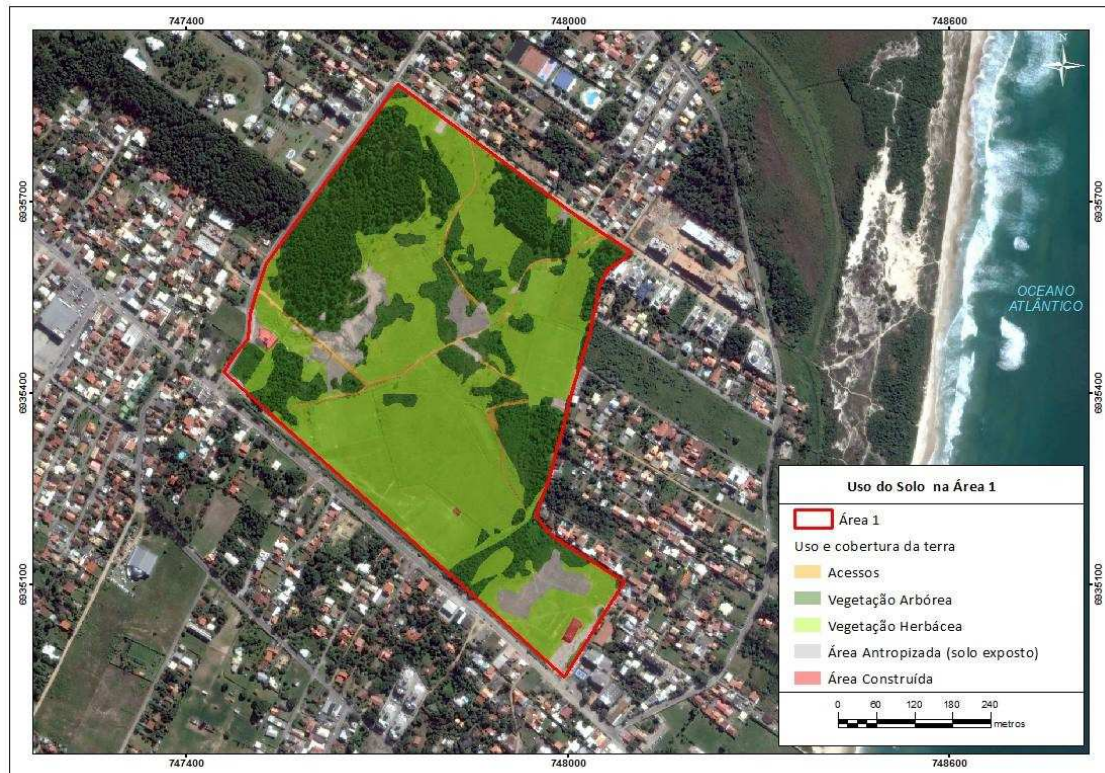 747400 748000 748600
6935700 6935700
OCEANO
ATLÂNTICO
6935400 6935400
Uso do Solo na Área 1
Área 1
Uso e cobertura da terra
Acessos
Vegetação Arbórea
Vegetação Herbácea
Área Antropizada (solo exposto)
Área Construída
0 60 120 180 240
metros
6935100 6935100
747400 748000 748600